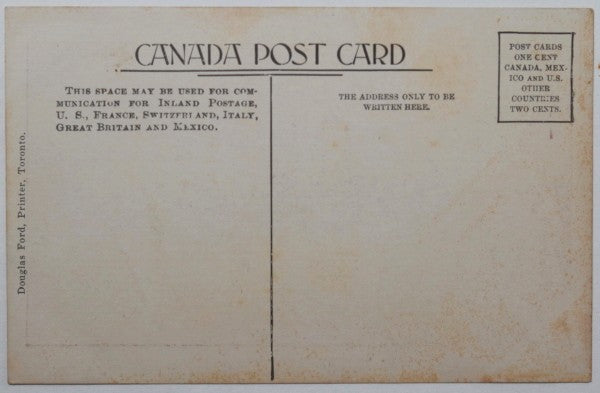 CANADA POST CARD
THIS SPACE MAY BE USED FOR COM-
MUNICATION FOR INLAND POSTAGE,
U. S., FRANCE, SWITZERLAND, ITALY,
GREAT BRITAIN AND MEXICO.
THE ADDRESS ONLY TO BE
WRITTEN HERE.
POST CARDS
ONE CENT
CANADA, MEX-
ICO AND U.S.
OTHER
COUNTRIES
TWO CENTS.
Douglas Ford, Printer, Toronto.